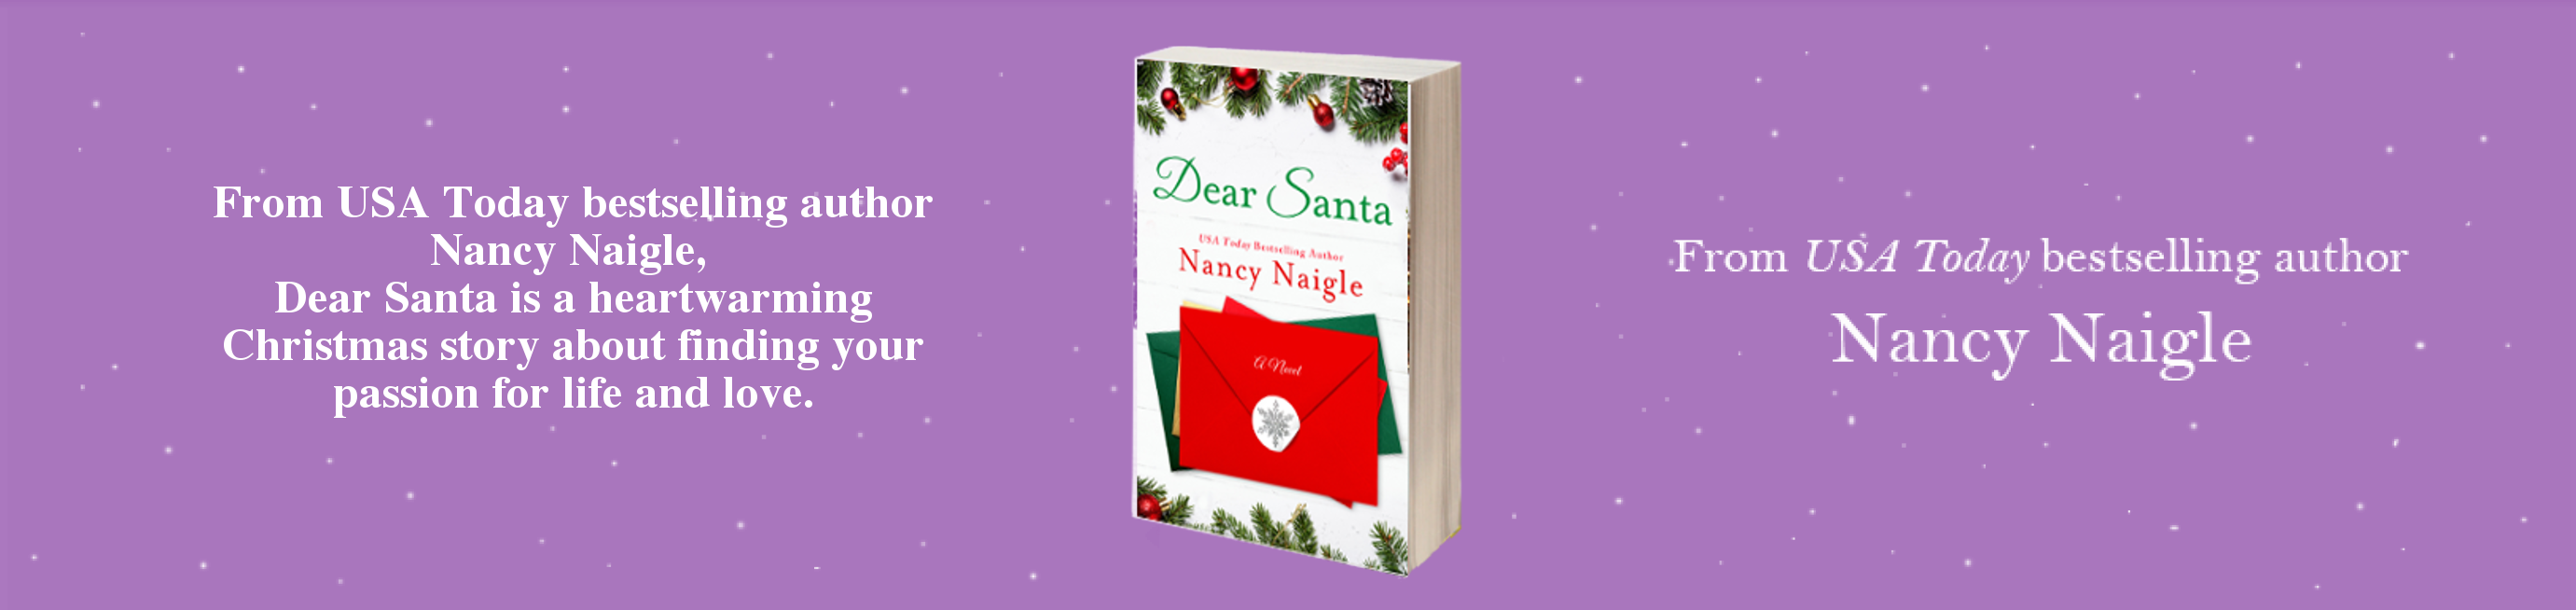 From USA Today bestselling author
Nancy Naigle,
Dear Santa is a heartwarming
Christmas story about finding your
passion for life and love.
Dear Santa
USA Today Bestselling Author
Nancy Naigle
A Novel
From USA Today bestselling author
Nancy Naigle